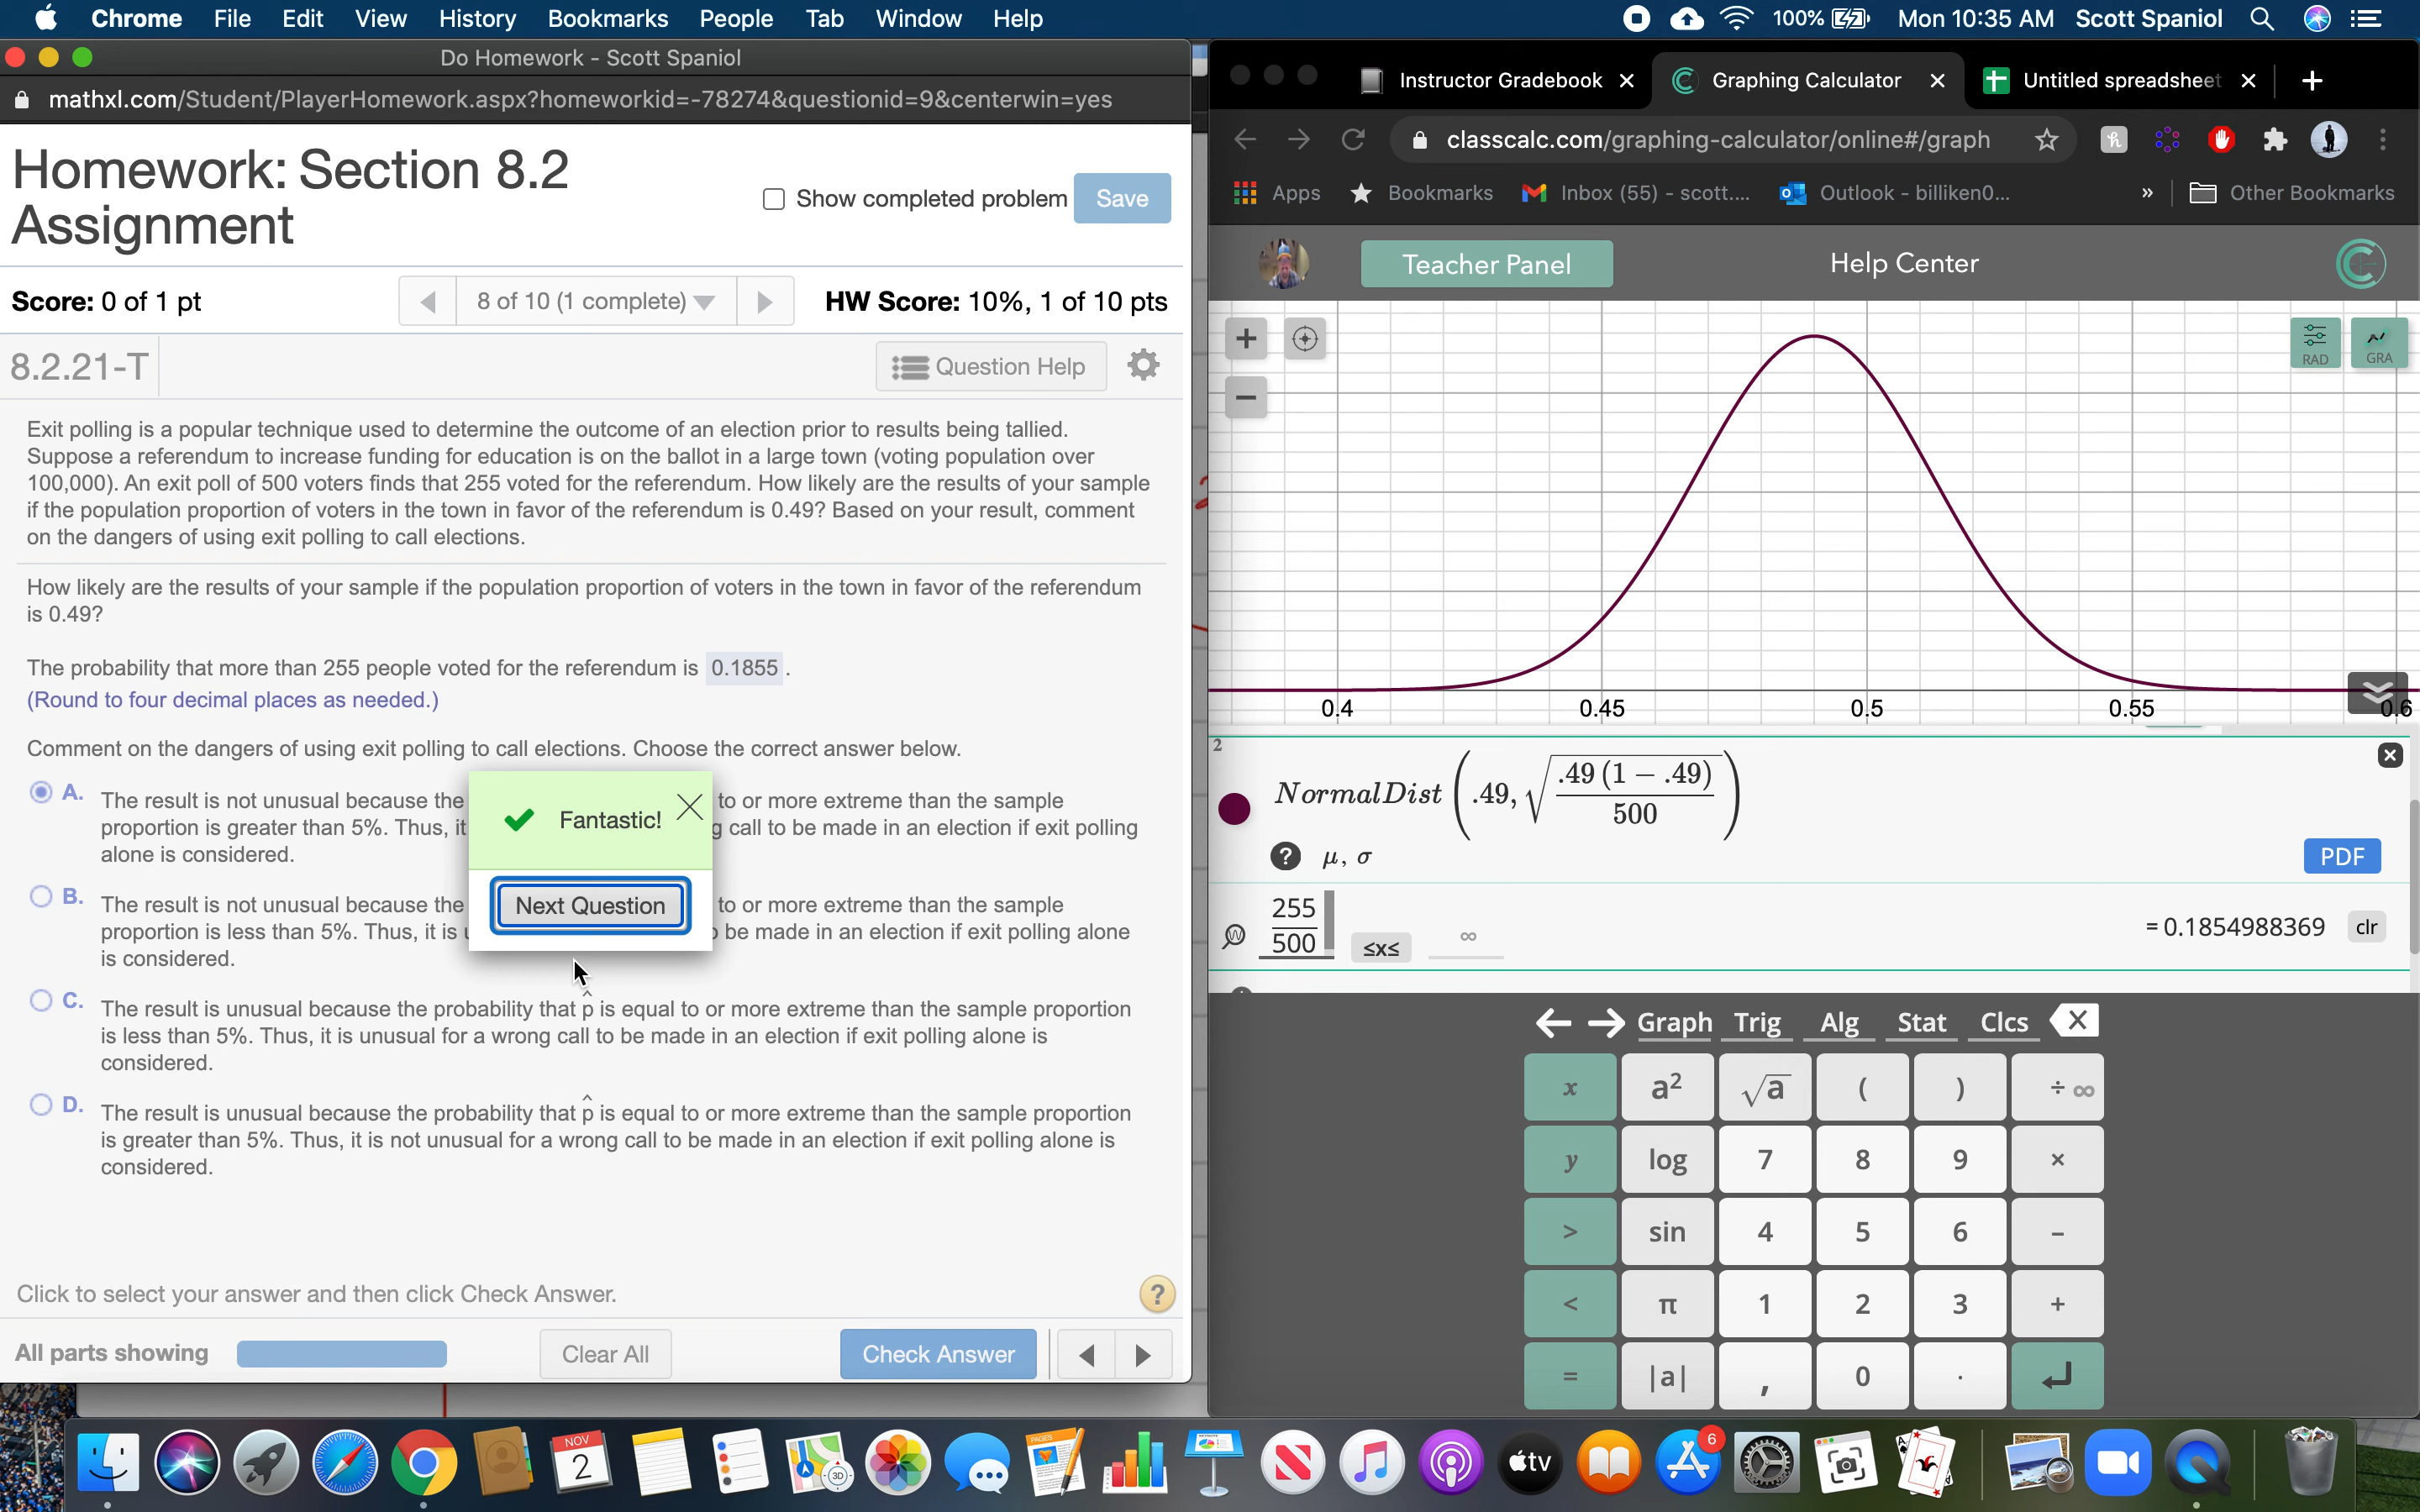 Chrome File Edit View History Bookmarks People Tab Window Help 100% Mon 10:35 AM Scott Spaniol
Do Homework - Scott Spaniol
mathxl.com/Student/PlayerHomework.aspx?homeworkid=-78274&questionid=9&centerwin=yes
Homework: Section 8.2
Assignment
Show completed problem
Save
Score: 0 of 1 pt
8 of 10 (1 complete)
HW Score: 10%, 1 of 10 pts
8.2.21-T
Question Help
Exit polling is a popular technique used to determine the outcome of an election prior to results being tallied.
Suppose a referendum to increase funding for education is on the ballot in a large town (voting population over
100,000). An exit poll of 500 voters finds that 255 voted for the referendum. How likely are the results of your sample
if the population proportion of voters in the town in favor of the referendum is 0.49? Based on your result, comment
on the dangers of using exit polling to call elections.
How likely are the results of your sample if the population proportion of voters in the town in favor of the referendum
is 0.49?
The probability that more than 255 people voted for the referendum is 0.1855.
(Round to four decimal places as needed.)
Comment on the dangers of using exit polling to call elections. Choose the correct answer below.
A. The result is not unusual because the to or more extreme than the sample
proportion is greater than 5%. Thus, it g call to be made in an election if exit polling
alone is considered.
B. The result is not unusual because the to or more extreme than the sample
proportion is less than 5%. Thus, it is be made in an election if exit polling alone
is considered.
Fantastic!
Next Question
C. The result is unusual because the probability that p̂ is equal to or more extreme than the sample proportion
is less than 5%. Thus, it is unusual for a wrong call to be made in an election if exit polling alone is
considered.
D. The result is unusual because the probability that p̂ is equal to or more extreme than the sample proportion
is greater than 5%. Thus, it is not unusual for a wrong call to be made in an election if exit polling alone is
considered.
Click to select your answer and then click Check Answer.
?
All parts showing
Clear All
Check Answer
Instructor Gradebook
Graphing Calculator
Untitled spreadsheet
classcalc.com/graphing-calculator/online#/graph
Apps Bookmarks Inbox (55) - scott.... Outlook - billiken0... » Other Bookmarks
Teacher Panel
Help Center
+
−
RAD
GRA
0.4 0.45 0.5 0.55 0.6
2
NormalDist (.49, √(.49 (1 − .49) / 500))
? μ, σ
PDF
255/500 ≤x≤ ∞ = 0.1854988369 clr
← → Graph Trig Alg Stat Clcs
x a² √a ( ) ÷ ∞
y log 7 8 9 ×
> sin 4 5 6 −
< π 1 2 3 +
= |a| , 0 .
NOV
2
PAGES
3D
tv
6